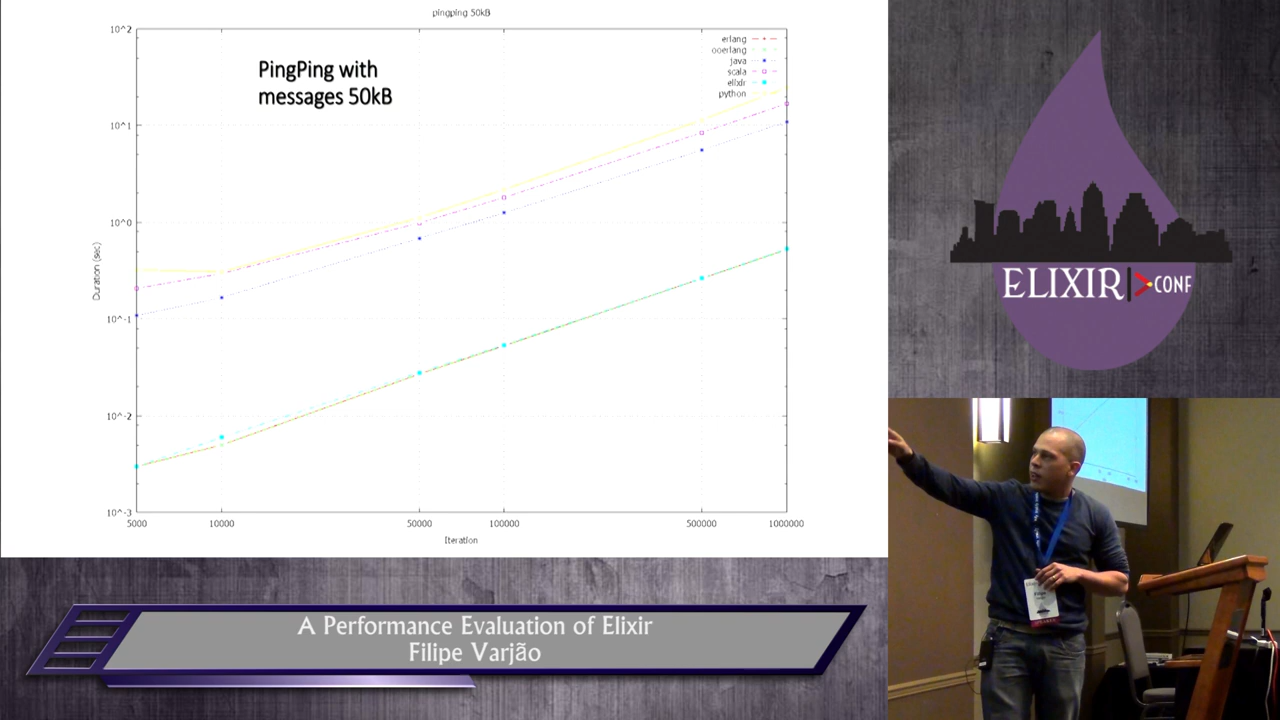 pingping 50kB
PingPing with
messages 50kB
erlang
ooerlang
java
scala
elixir
python
10^2
10^1
10^0
10^-1
10^-2
10^-3
Duration (sec)
5000
10000
50000
100000
500000
1000000
Iteration
ELIXIR CONF
A Performance Evaluation of Elixir
Filipe Varjão